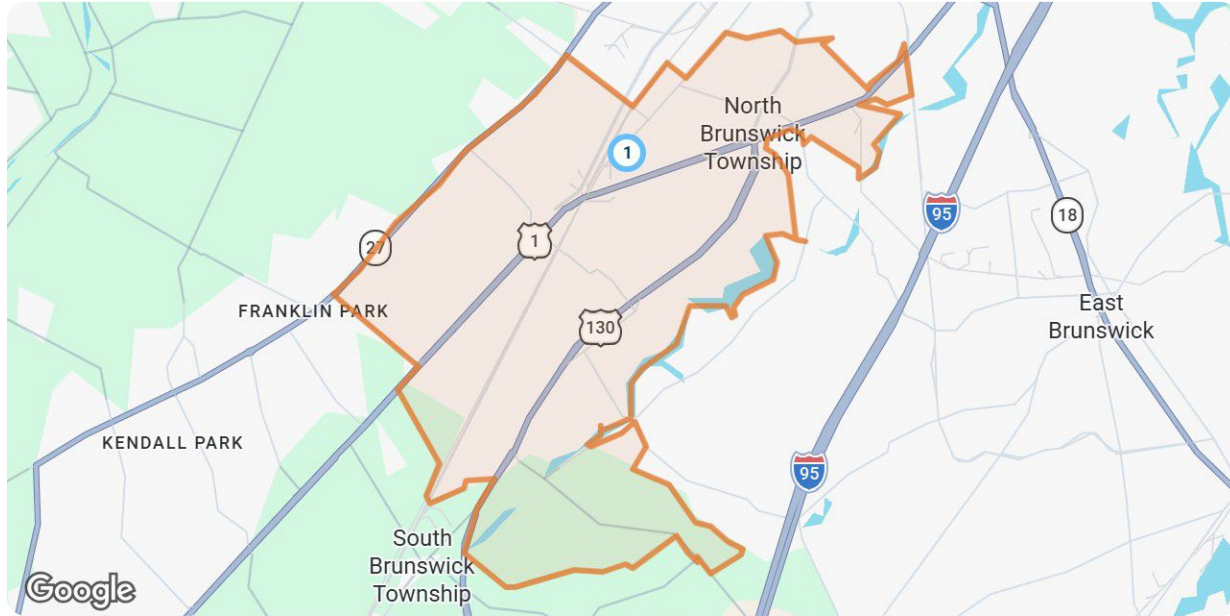 North
Brunswick
Township
1
95
18
27
1
FRANKLIN PARK
130
East
Brunswick
KENDALL PARK
95
South
Brunswick
Township
Google